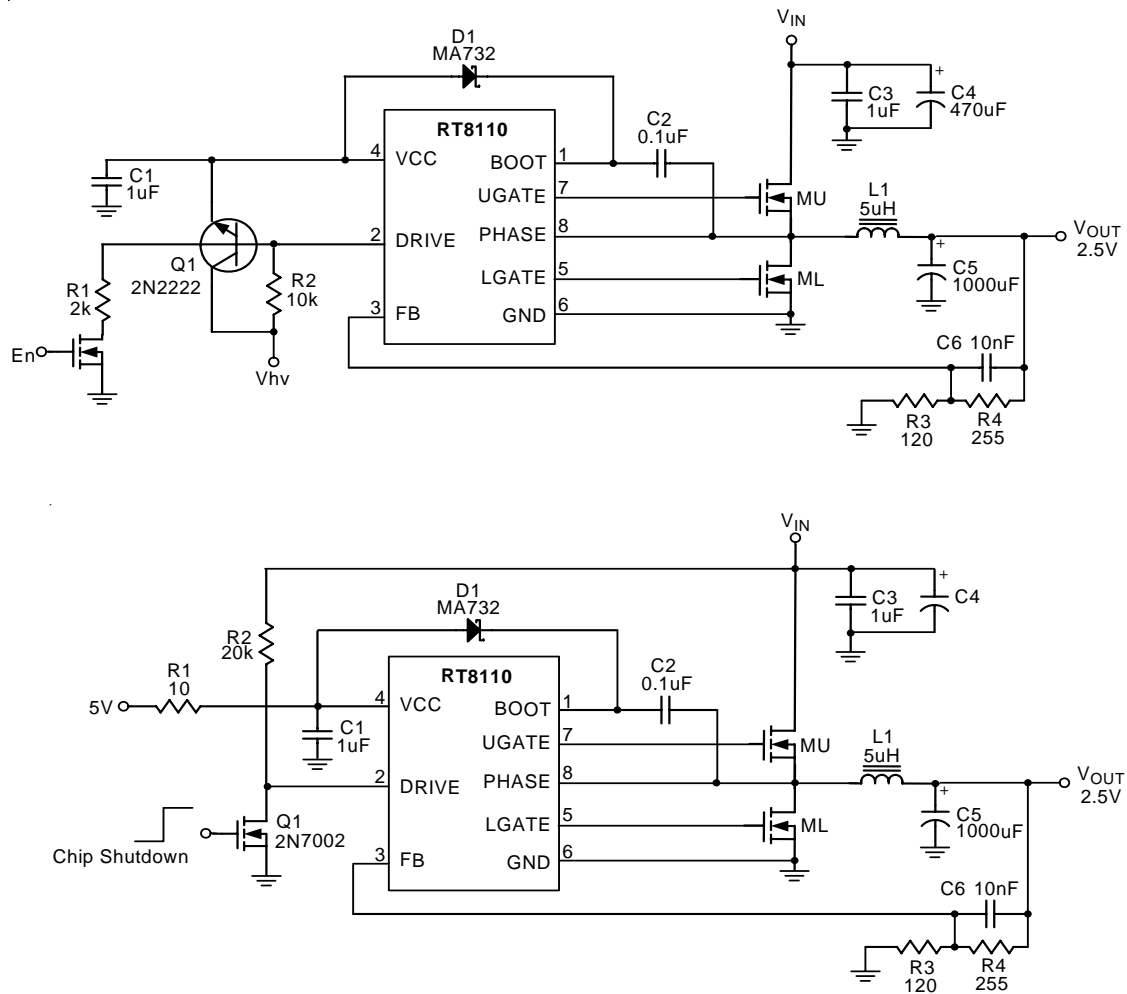 VIN
D1
MA732
+
C3
1uF
C4
470uF
RT8110
C2
0.1uF
4
VCC
BOOT
1
C1
1uF
UGATE
7
MU
L1
5uH
2
DRIVE
PHASE
8
VOUT
2.5V
+
Q1
2N2222
R2
10k
LGATE
5
ML
C5
1000uF
R1
2k
3
FB
GND
6
En
Vhv
C6 10nF
R3
120
R4
255
VIN
+
D1
MA732
C3
1uF
C4
R2
20k
RT8110
C2
0.1uF
R1
10
5V
4
VCC
BOOT
1
C1
1uF
UGATE
7
MU
L1
5uH
2
DRIVE
PHASE
8
VOUT
2.5V
+
Q1
2N7002
LGATE
5
ML
C5
1000uF
Chip Shutdown
3
FB
GND
6
C6 10nF
R3
120
R4
255